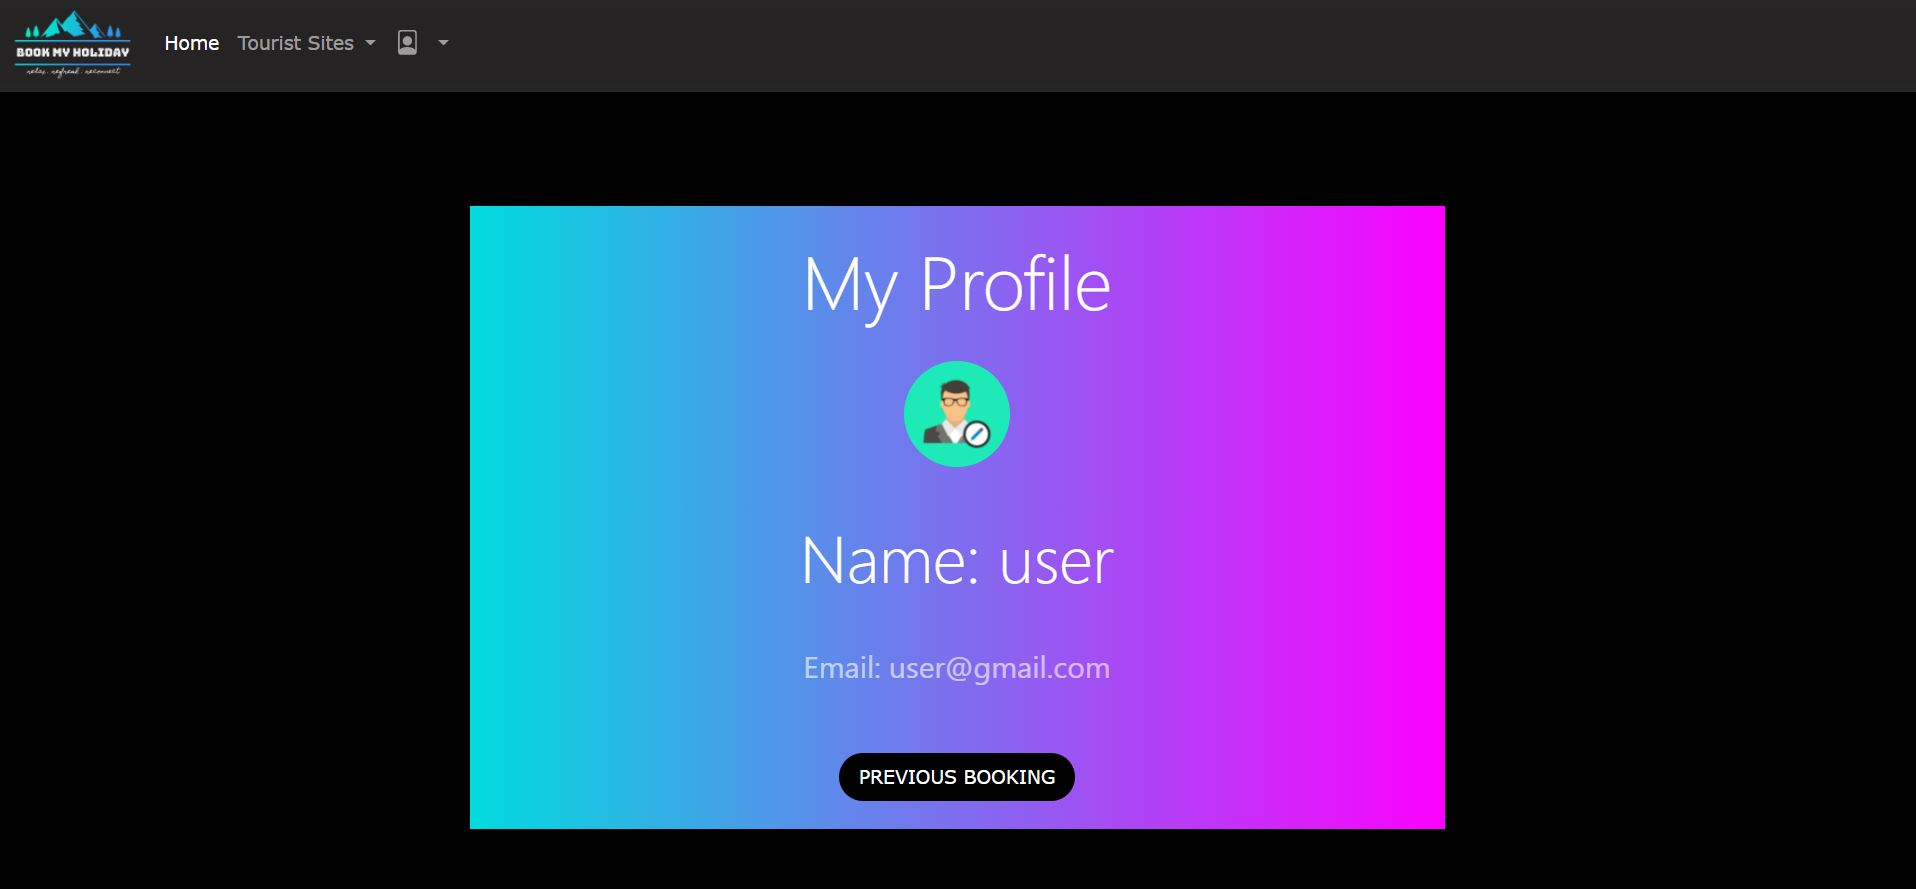 BOOK MY HOLIDAY
relax. refresh. reconnect
Home Tourist Sites
My Profile
Name: user
Email: user@gmail.com
PREVIOUS BOOKING